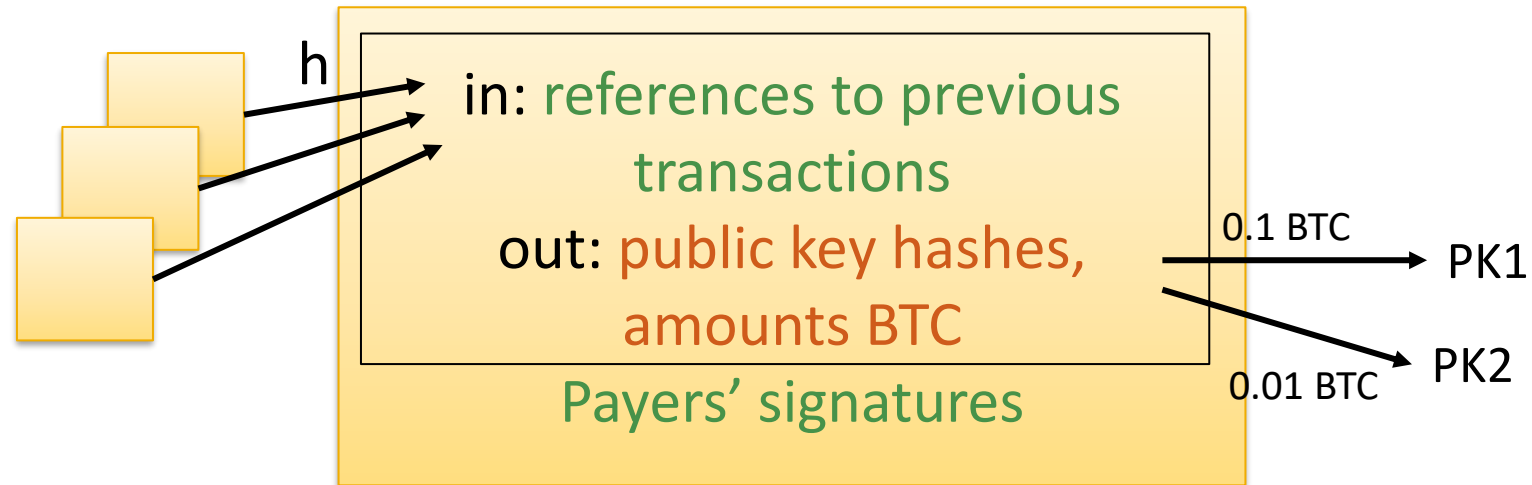 h
in: references to previous
transactions
out: public key hashes,
amounts BTC
Payers’ signatures
0.1 BTC
PK1
PK2
0.01 BTC